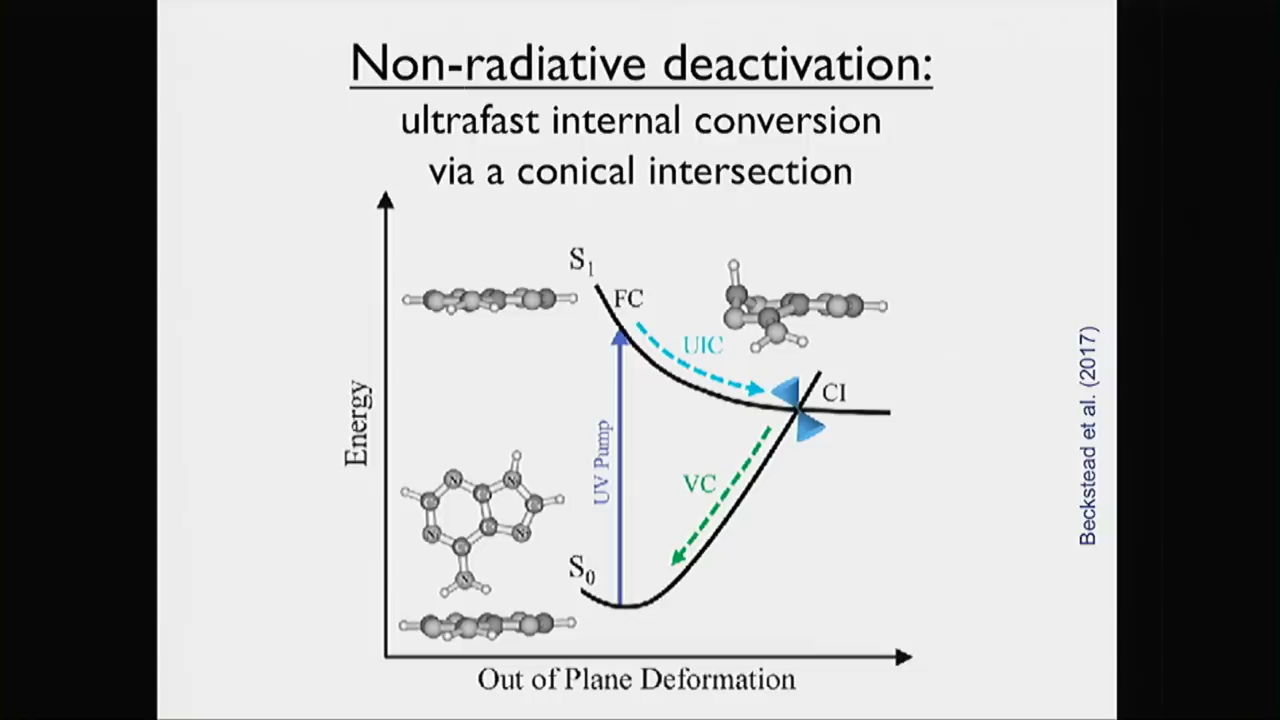 Non-radiative deactivation:
ultrafast internal conversion
via a conical intersection
S1
FC
UIC
CI
Energy
UV Pump
VC
N
N
N
N
N
S0
Out of Plane Deformation
Beckstead et al. (2017)